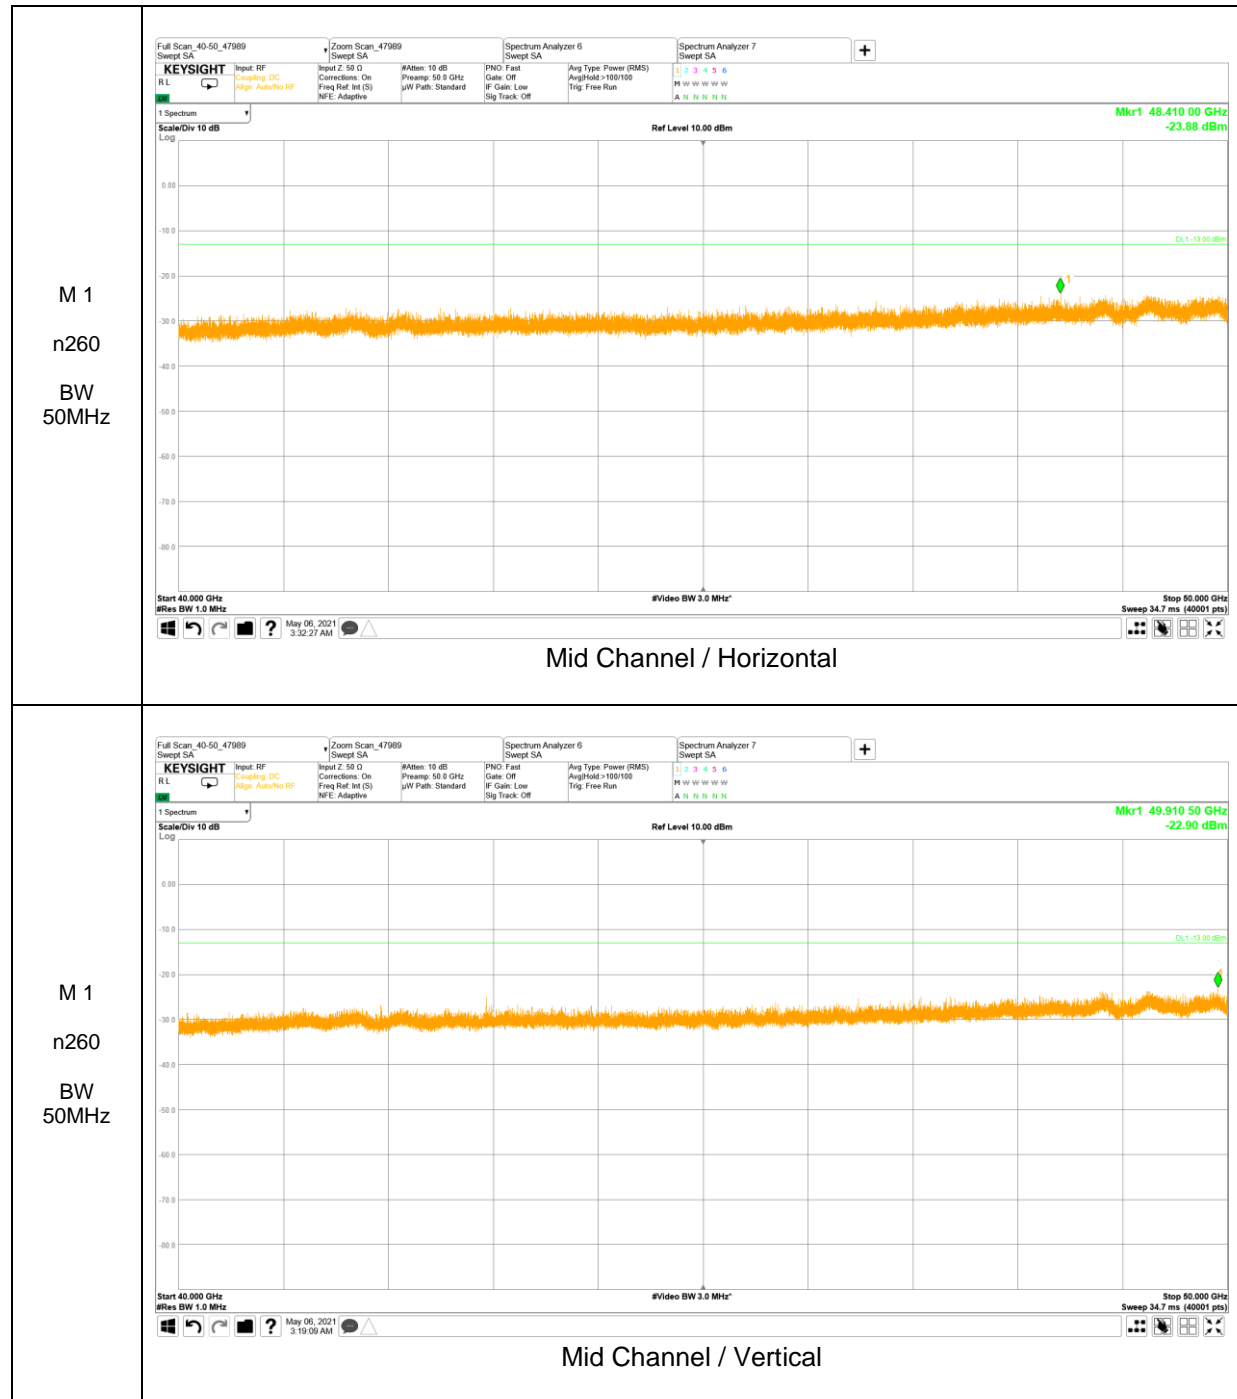 M 1
n260
BW
50MHz
Full Scan_40-50_47989
Swept SA
Zoom Scan_47989
Swept SA
Spectrum Analyzer 6
Swept SA
Spectrum Analyzer 7
Swept SA
KEYSIGHT
R L
Input: RF
Coupling: DC
Align: Auto/No RF
Input Z: 50 Ω
Corrections: On
Freq Ref: Int (S)
NFE: Adaptive
#Atten: 10 dB
Preamp: 50.0 GHz
µW Path: Standard
PNO: Fast
Gate: Off
IF Gain: Low
Sig Track: Off
Avg Type: Power (RMS)
Avg|Hold:>100/100
Trig: Free Run
1 2 3 4 5 6
M W W W W W
A N N N N N
1 Spectrum
Scale/Div 10 dB
Log
Ref Level 10.00 dBm
Mkr1 48.410 00 GHz
-23.88 dBm
0.00
-10.0
DL1 -13.00 dBm
-20.0
1
-30.0
-40.0
-50.0
-60.0
-70.0
-80.0
Start 40.000 GHz
#Res BW 1.0 MHz
#Video BW 3.0 MHz*
Stop 50.000 GHz
Sweep 34.7 ms (40001 pts)
?
May 06, 2021
3:32:27 AM
Mid Channel / Horizontal
M 1
n260
BW
50MHz
Full Scan_40-50_47989
Swept SA
Zoom Scan_47989
Swept SA
Spectrum Analyzer 6
Swept SA
Spectrum Analyzer 7
Swept SA
KEYSIGHT
R L
Input: RF
Coupling: DC
Align: Auto/No RF
Input Z: 50 Ω
Corrections: On
Freq Ref: Int (S)
NFE: Adaptive
#Atten: 10 dB
Preamp: 50.0 GHz
µW Path: Standard
PNO: Fast
Gate: Off
IF Gain: Low
Sig Track: Off
Avg Type: Power (RMS)
Avg|Hold:>100/100
Trig: Free Run
1 2 3 4 5 6
M W W W W W
A N N N N N
1 Spectrum
Scale/Div 10 dB
Log
Ref Level 10.00 dBm
Mkr1 49.910 50 GHz
-22.90 dBm
0.00
-10.0
DL1 -13.00 dBm
-20.0
-30.0
-40.0
-50.0
-60.0
-70.0
-80.0
Start 40.000 GHz
#Res BW 1.0 MHz
#Video BW 3.0 MHz*
Stop 50.000 GHz
Sweep 34.7 ms (40001 pts)
?
May 06, 2021
3:19:09 AM
Mid Channel / Vertical